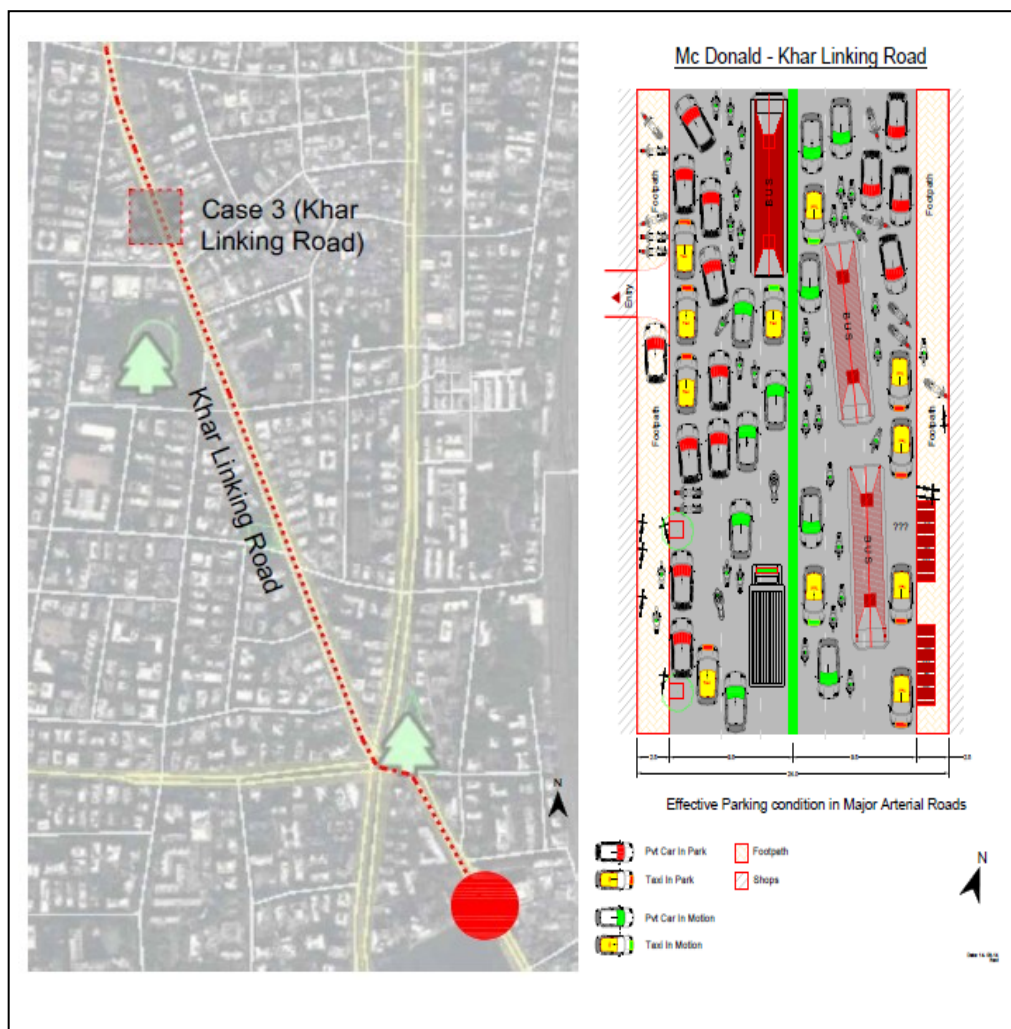 Mc Donald - Khar Linking Road
Case 3 (Khar
Linking Road)
Khar Linking Road
N
Footpath
Footpath
Entry
Footpath
Footpath
BUS
BUS
BUS
???
Effective Parking condition in Major Arterial Roads
Pvt Car In Park
Footpath
Taxi In Park
Shops
Pvt Car In Motion
Taxi In Motion
N